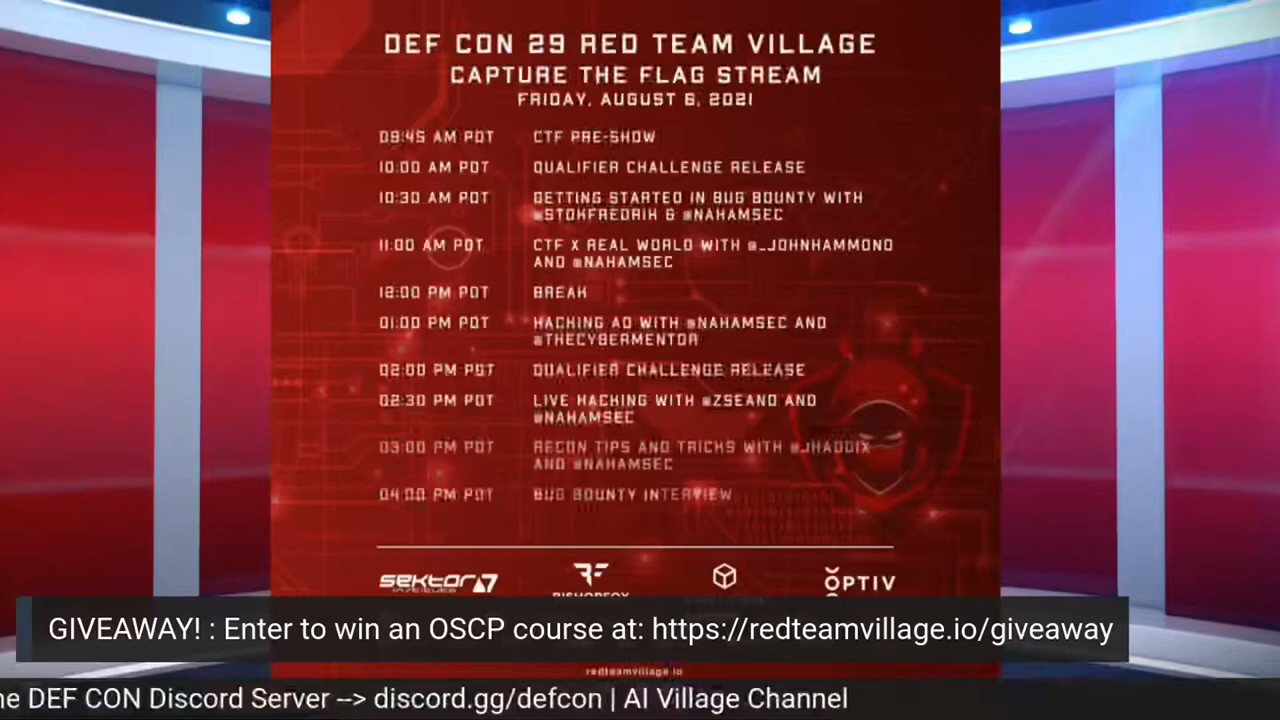 DEF CON 29 RED TEAM VILLAGE
CAPTURE THE FLAG STREAM
FRIDAY, AUGUST 6, 2021
09:45 AM PDT CTF PRE-SHOW
10:00 AM PDT QUALIFIER CHALLENGE RELEASE
10:30 AM PDT GETTING STARTED IN BUG BOUNTY WITH
@STOKFREDRIK & @NAHAMSEC
11:00 AM PDT CTF X REAL WORLD WITH @_JOHNHAMMOND
AND @NAHAMSEC
12:00 PM PDT BREAK
01:00 PM PDT HACKING AD WITH @NAHAMSEC AND
@THECYBERMENTOR
02:00 PM PST QUALIFIER CHALLENGE RELEASE
02:30 PM PDT LIVE HACKING WITH @ZSEANO AND
@NAHAMSEC
03:00 PM PDT RECON TIPS AND TRICKS WITH @JHADDIX
AND @NAHAMSEC
04:00 PM PDT BUG BOUNTY INTERVIEW
SEKTOR7 BISHOPFOX OPTIV
GIVEAWAY! : Enter to win an OSCP course at: https://redteamvillage.io/giveaway
redteamvillage.io
he DEF CON Discord Server --> discord.gg/defcon | AI Village Channel